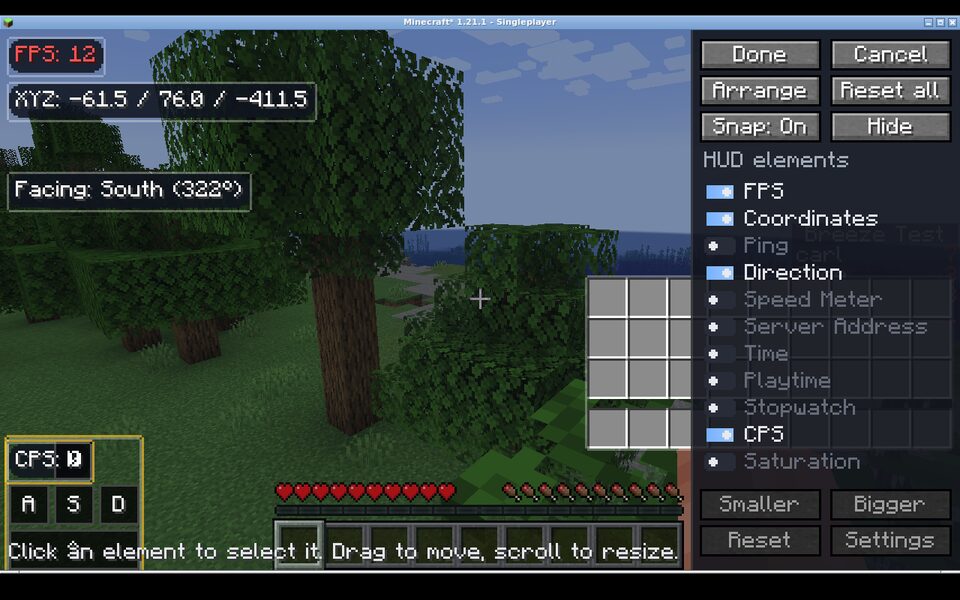 Minecraft* 1.21.1 - Singleplayer
FPS: 12
XYZ: -61.5 / 76.0 / -411.5
Facing: South (322°)
CPS: 0
A S D
Click an element to select it. Drag to move, scroll to resize.
Done Cancel
Arrange Reset all
Snap: On Hide
HUD elements
FPS
Coordinates
Ping
Direction
Speed Meter
Server Address
Time
Playtime
Stopwatch
CPS
Saturation
Breeze Test
carl
Smaller Bigger
Reset Settings